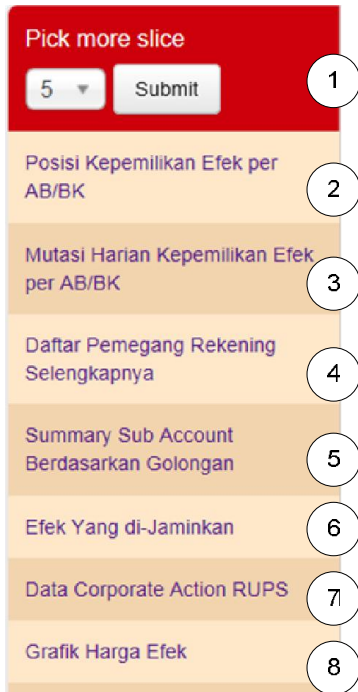 Pick more slice
5 Submit 1
Posisi Kepemilikan Efek per
AB/BK 2
Mutasi Harian Kepemilikan Efek
per AB/BK 3
Daftar Pemegang Rekening
Selengkapnya 4
Summary Sub Account
Berdasarkan Golongan 5
Efek Yang di-Jaminkan 6
Data Corporate Action RUPS 7
Grafik Harga Efek 8